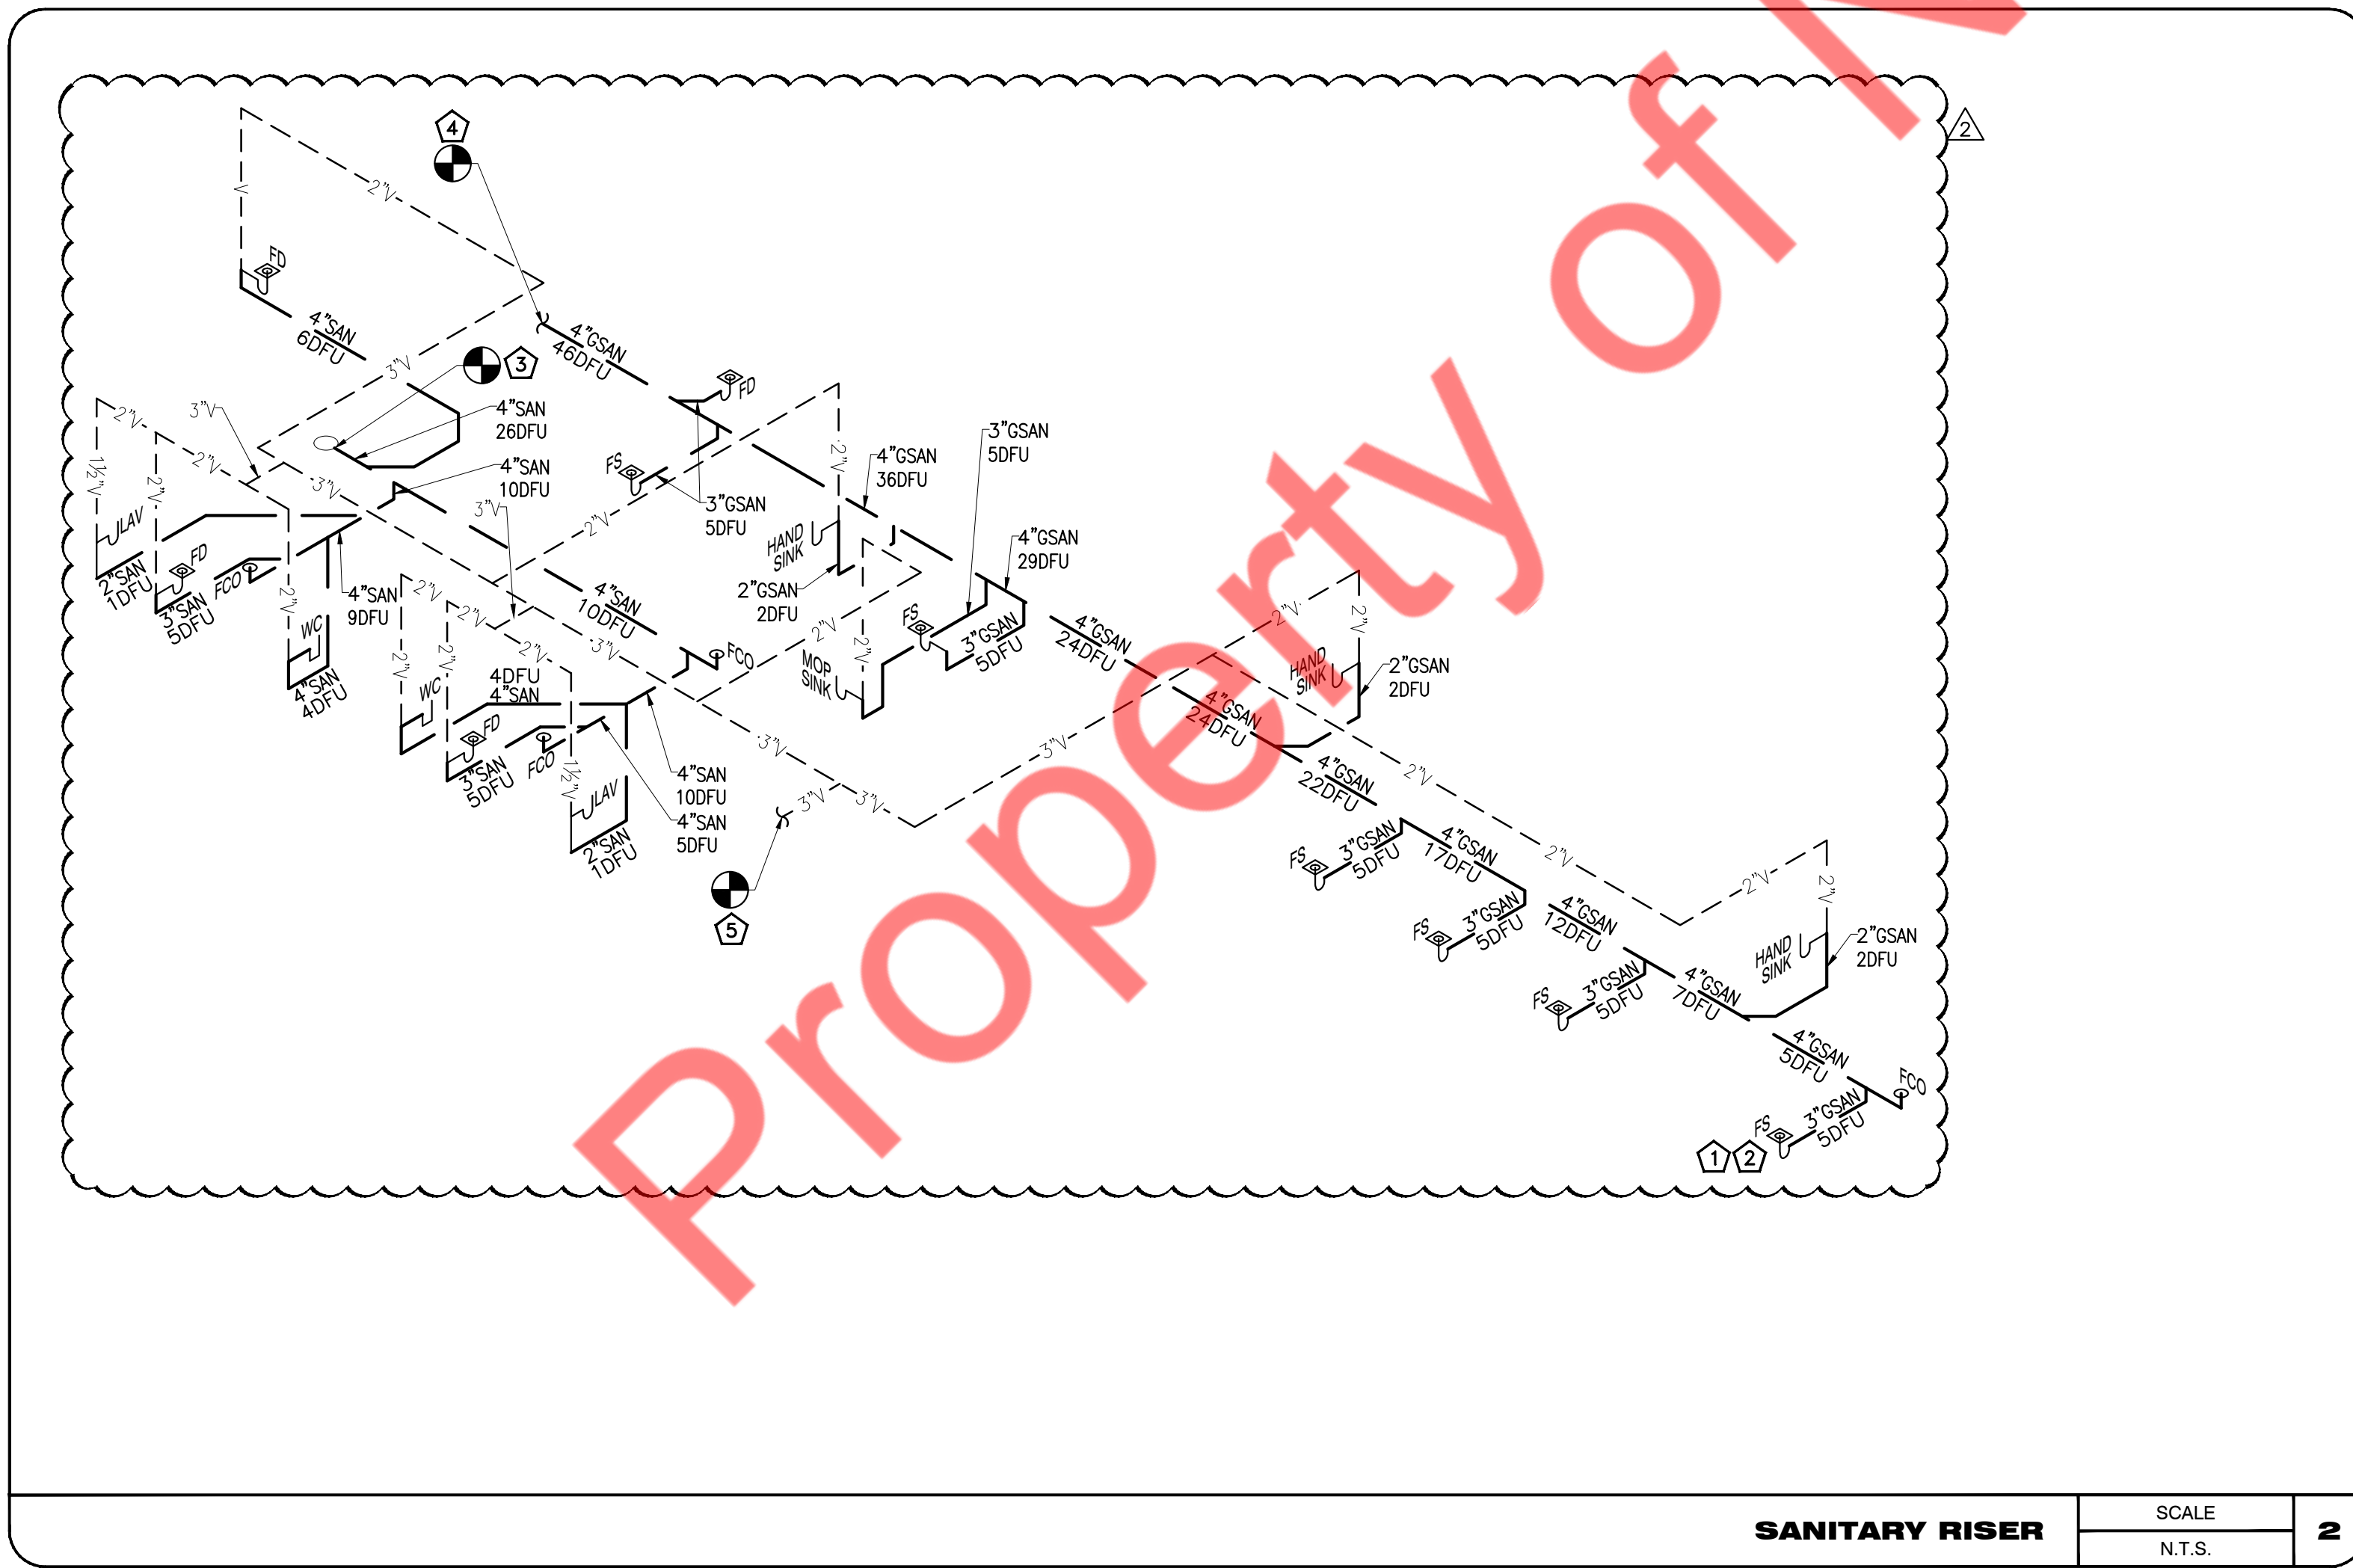 4
2
2"V
V
FD
4"SAN
6DFU
4"GSAN
46DFU
3"V
3
FD
4"SAN
26DFU
2"V
3"V
2"V
1½"V
2"V
LAV
FD
2"SAN
1DFU
3"SAN
5DFU
FCO
3"V
4"SAN
10DFU
3"V
FS
3"GSAN
5DFU
2"V
2"V
4"GSAN
36DFU
3"GSAN
5DFU
HAND
SINK
2"GSAN
2DFU
4"GSAN
29DFU
2"V
WC
4"SAN
4DFU
4"SAN
9DFU
4"SAN
10DFU
3"V
FCO
2"V
2"V
2"V
2"V
2"V
WC
4DFU
4"SAN
FD
3"SAN
5DFU
FCO
1½"V
LAV
2"SAN
1DFU
4"SAN
10DFU
4"SAN
5DFU
2"V
2"V
MOP
SINK
FS
3"GSAN
5DFU
4"GSAN
24DFU
4"GSAN
24DFU
2"V
2"V
HAND
SINK
2"GSAN
2DFU
3"V
3"V
3"V
3"V
5
4"GSAN
22DFU
2"V
FS
3"GSAN
5DFU
4"GSAN
17DFU
2"V
FS
3"GSAN
5DFU
4"GSAN
12DFU
2"V
2"V
HAND
SINK
2"GSAN
2DFU
FS
3"GSAN
5DFU
4"GSAN
7DFU
4"GSAN
5DFU
FCO
FS
3"GSAN
5DFU
1
2
Property of
SANITARY RISER
SCALE
N.T.S.
2